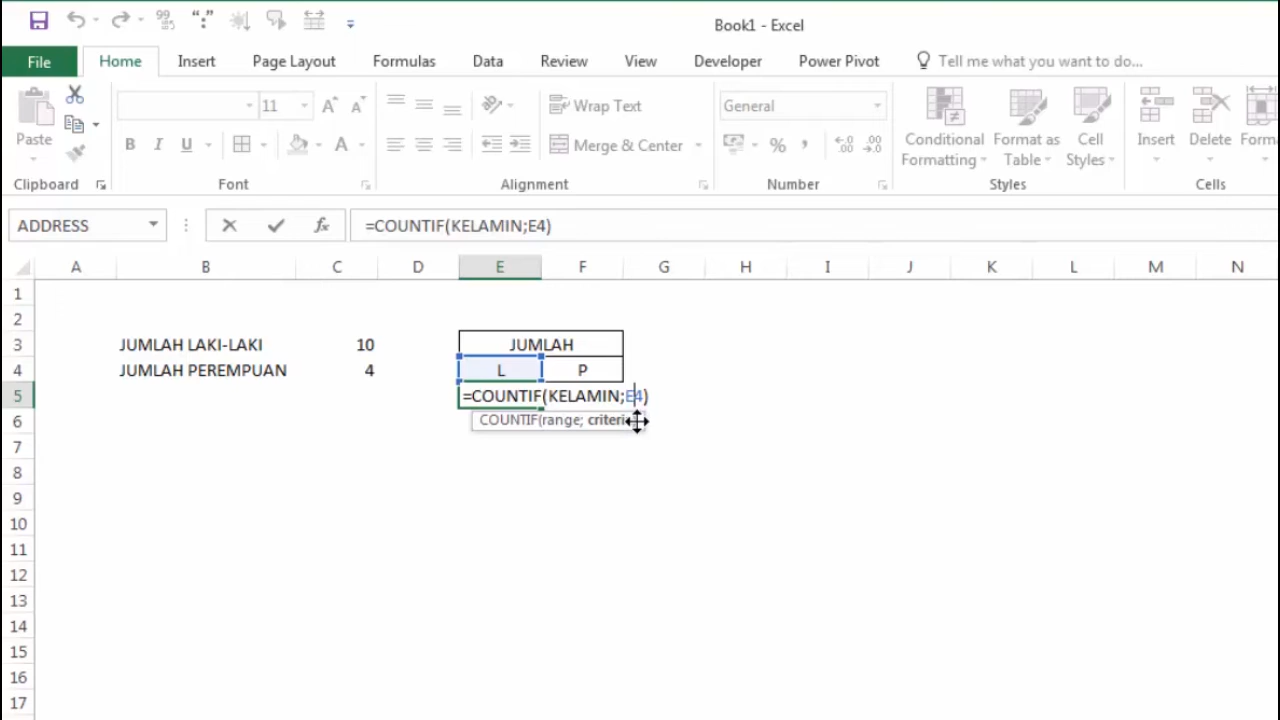 99
Book1 - Excel
File Home Insert Page Layout Formulas Data Review View Developer Power Pivot Tell me what you want to do...
11 A A Wrap Text General
Paste B I U A Merge & Center % Conditional Formatting Format as Table Cell Styles Insert Delete
Clipboard Font Alignment Number Styles Cells
ADDRESS fx =COUNTIF(KELAMIN;E4)
A B C D E F G H I J K L M N
1
2
3 JUMLAH LAKI-LAKI 10 JUMLAH
4 JUMLAH PEREMPUAN 4 L P
5 =COUNTIF(KELAMIN;E4)
6 COUNTIF(range; criteri
7
8
9
10
11
12
13
14
15
16
17